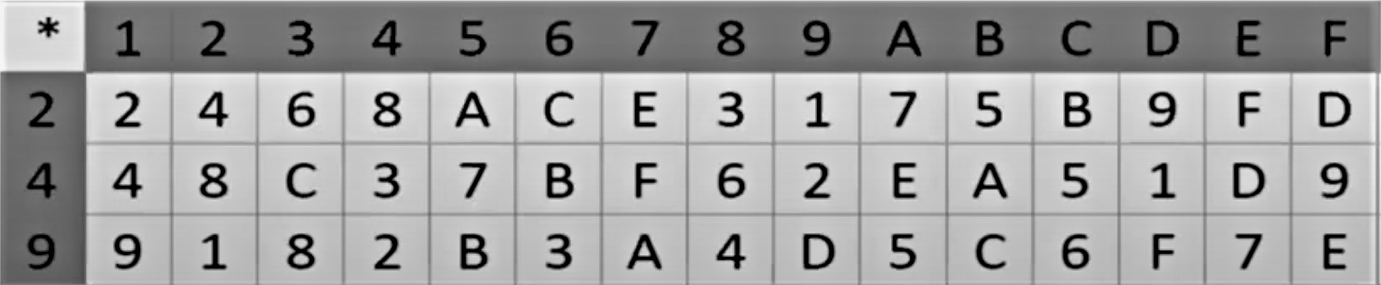 * 1 2 3 4 5 6 7 8 9 A B C D E F
2 2 4 6 8 A C E 3 1 7 5 B 9 F D
4 4 8 C 3 7 B F 6 2 E A 5 1 D 9
9 9 1 8 2 B 3 A 4 D 5 C 6 F 7 E